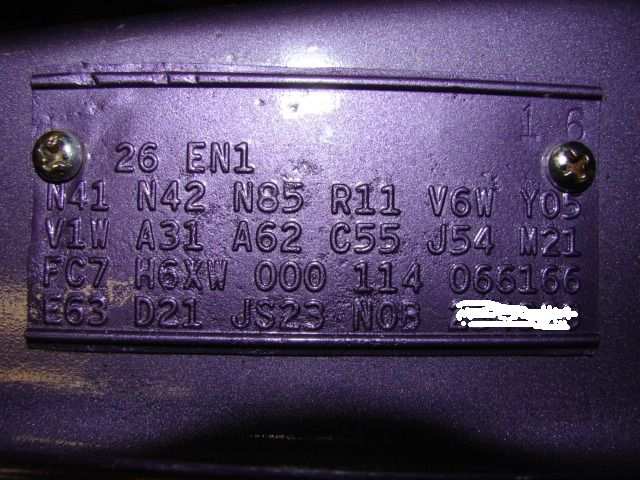 1 6
26 EN1
N41 N42 N85 R11 V6W Y05
V1W A31 A62 C55 J54 M21
FC7 H6XW 000 114 066166
E63 D21 JS23 N0B